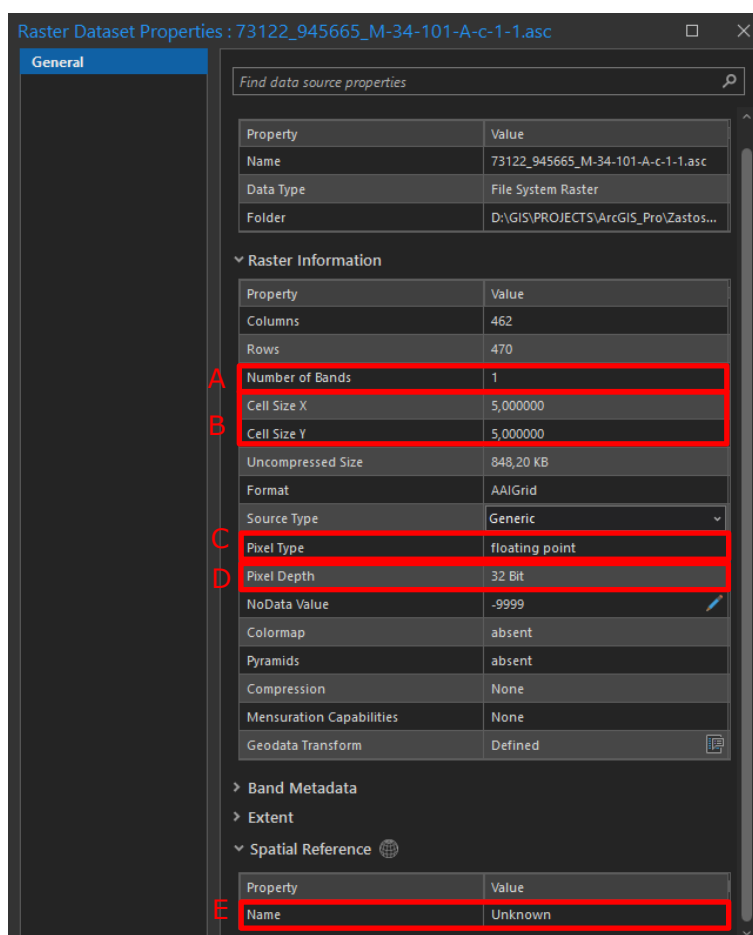 Raster Dataset Properties : 73122_945665_M-34-101-A-c-1-1.asc
General
Find data source properties
Property Value
Name 73122_945665_M-34-101-A-c-1-1.asc
Data Type File System Raster
Folder D:\GIS\PROJECTS\ArcGIS_Pro\Zastos...
Raster Information
Property Value
Columns 462
Rows 470
A Number of Bands 1
Cell Size X 5,000000
B Cell Size Y 5,000000
Uncompressed Size 848,20 KB
Format AAIGrid
Source Type Generic
C Pixel Type floating point
D Pixel Depth 32 Bit
NoData Value -9999
Colormap absent
Pyramids absent
Compression None
Mensuration Capabilities None
Geodata Transform Defined
Band Metadata
Extent
Spatial Reference
Property Value
E Name Unknown